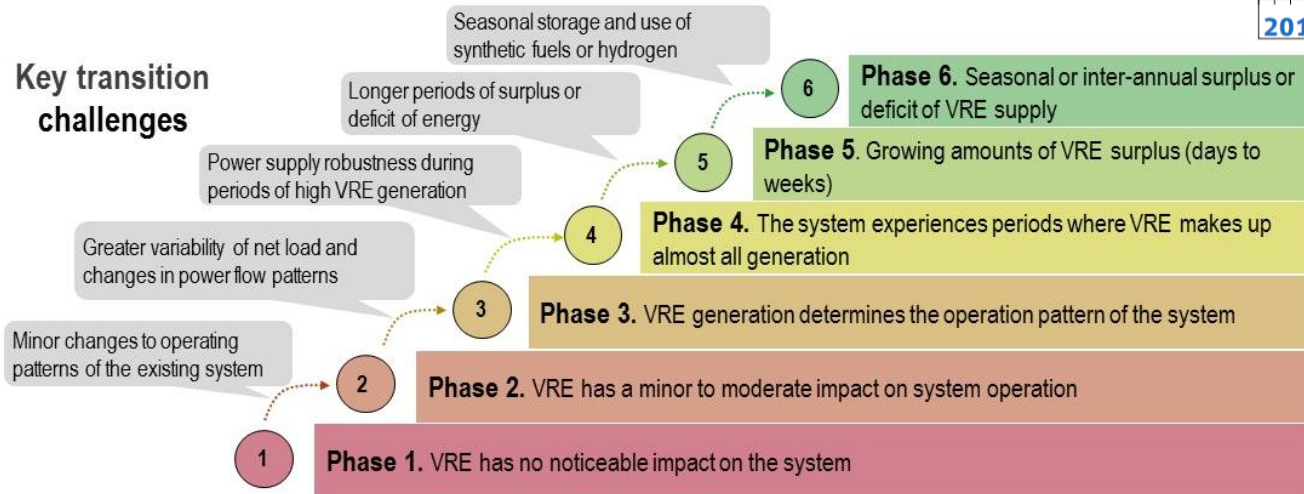 201
Key transition
challenges
Seasonal storage and use of
synthetic fuels or hydrogen
Longer periods of surplus or
deficit of energy
Power supply robustness during
periods of high VRE generation
Greater variability of net load and
changes in power flow patterns
Minor changes to operating
patterns of the existing system
6
Phase 6. Seasonal or inter-annual surplus or
deficit of VRE supply
5
Phase 5. Growing amounts of VRE surplus (days to
weeks)
4
Phase 4. The system experiences periods where VRE makes up
almost all generation
3
Phase 3. VRE generation determines the operation pattern of the system
2
Phase 2. VRE has a minor to moderate impact on system operation
1
Phase 1. VRE has no noticeable impact on the system